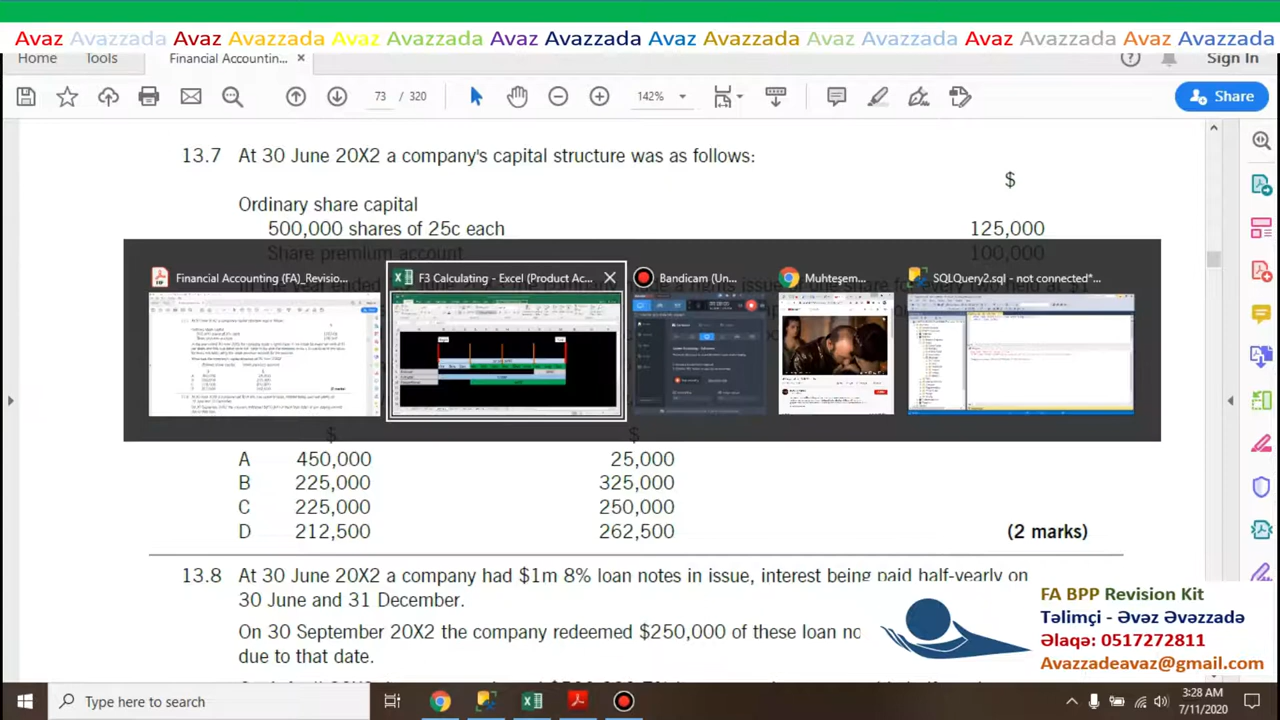 Avaz Avazzada Avaz Avazzada Avaz Avazzada Avaz Avazzada Avaz Avazzada Avaz Avazzada Avaz Avazzada Avaz Avazzada
Home Tools Financial Accountin... × Sign In
73 / 320 142% Share
13.7 At 30 June 20X2 a company's capital structure was as follows:
$
Ordinary share capital
500,000 shares of 25c each 125,000
Share premium account 100,000
Financial Accounting (FA)_Revisio...
F3 Calculating - Excel (Product Ac...
Bandicam (Un...
Muhteşem...
SQLQuery2.sql - not connected*...
$ $
A 450,000 25,000
B 225,000 325,000
C 225,000 250,000
D 212,500 262,500 (2 marks)
13.8 At 30 June 20X2 a company had $1m 8% loan notes in issue, interest being paid half-yearly on
30 June and 31 December.
On 30 September 20X2 the company redeemed $250,000 of these loan no
due to that date.
FA BPP Revision Kit
Təlimçi - Əvəz Əvəzzadə
Əlaqə: 0517272811
Avazzadeavaz@gmail.com
Type here to search
3:28 AM
7/11/2020